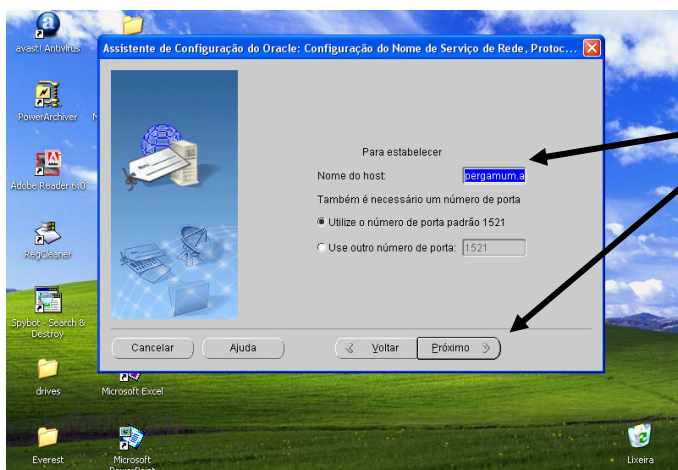 avast! Antivirus
Assistente de Configuração do Oracle: Configuração do Nome de Serviço de Rede, Protoc...
PowerArchiver
Para estabelecer
Nome do host: pergamum.a
Adobe Reader 6.0
Também é necessário um número de porta
Utilize o número de porta padrão 1521
Use outro número de porta: 1521
RegCleaner
Spybot - Search &
Destroy
Cancelar Ajuda Voltar Próximo
drives Microsoft Excel
Everest Microsoft Lixeira
PowerPoint